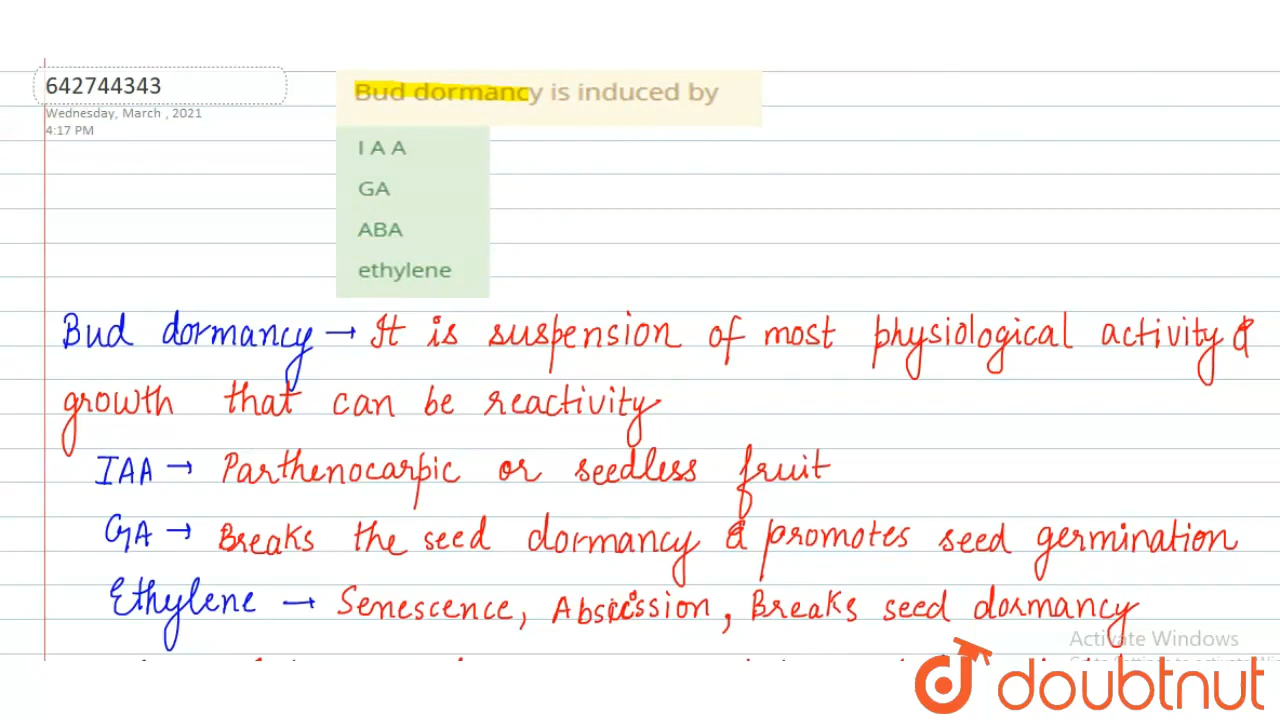 642744343
Wednesday, March , 2021
4:17 PM
Bud dormancy is induced by
I A A
GA
ABA
ethylene
Bud dormancy → It is suspension of most physiological activity &
growth that can be reactivity
IAA → Parthenocarpic or seedless fruit
GA → Breaks the seed dormancy & promotes seed germination
Ethylene → Senescence, Abscission, Breaks seed dormancy
Activate Windows
doubtnut